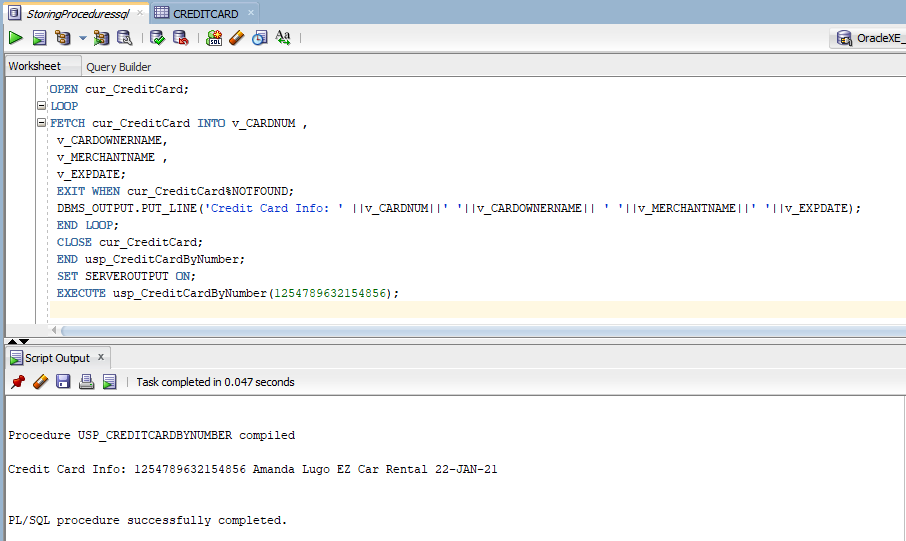 StoringProceduressql CREDITCARD
OracleXE_
Worksheet Query Builder
OPEN cur_CreditCard;
LOOP
FETCH cur_CreditCard INTO v_CARDNUM ,
v_CARDOWNERNAME,
v_MERCHANTNAME ,
v_EXPDATE;
EXIT WHEN cur_CreditCard%NOTFOUND;
DBMS_OUTPUT.PUT_LINE('Credit Card Info: ' ||v_CARDNUM||' '||v_CARDOWNERNAME|| ' '||v_MERCHANTNAME||' '||v_EXPDATE);
END LOOP;
CLOSE cur_CreditCard;
END usp_CreditCardByNumber;
SET SERVEROUTPUT ON;
EXECUTE usp_CreditCardByNumber(1254789632154856);
Script Output x
Task completed in 0.047 seconds
Procedure USP_CREDITCARDBYNUMBER compiled
Credit Card Info: 1254789632154856 Amanda Lugo EZ Car Rental 22-JAN-21
PL/SQL procedure successfully completed.